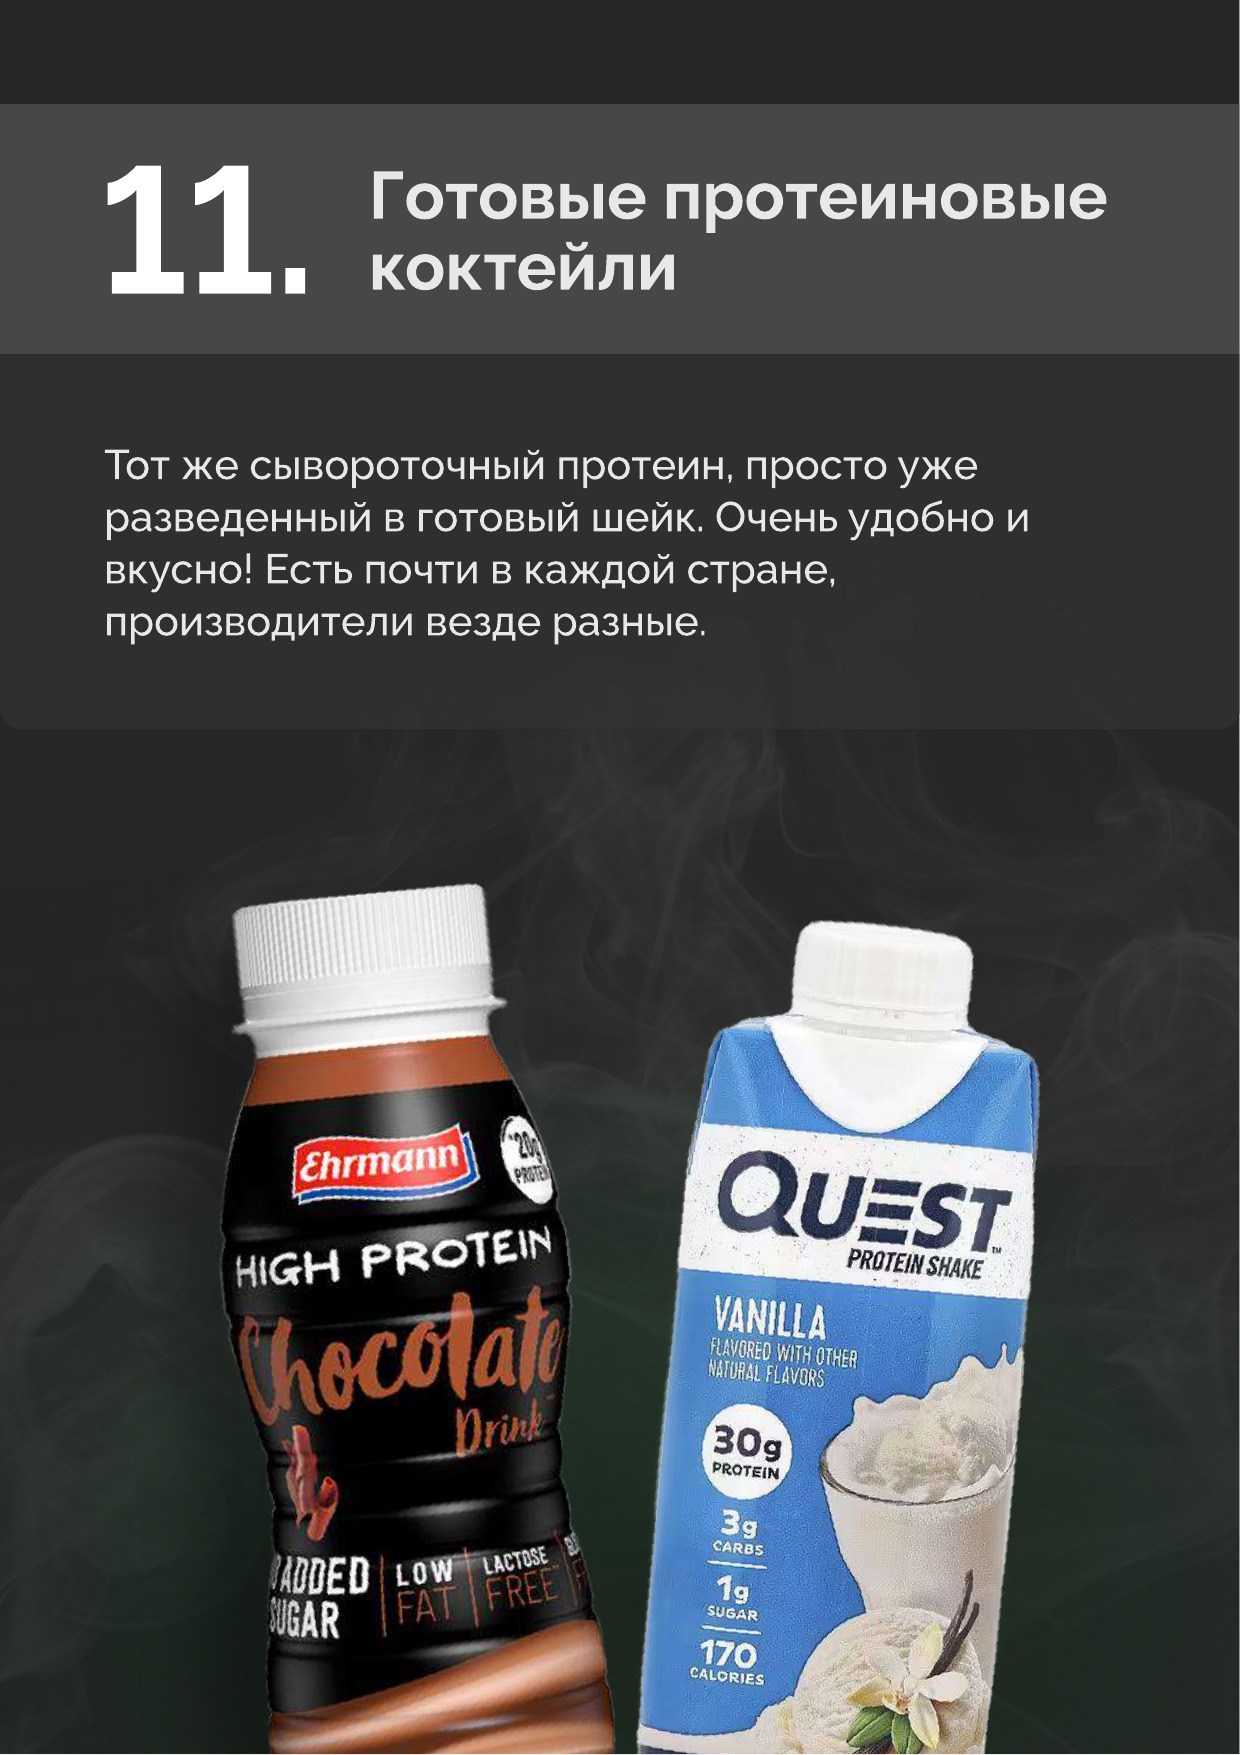 11.
Готовые протеиновые
коктейли
Тот же сывороточный протеин, просто уже
разведенный в готовый шейк. Очень удобно и
вкусно! Есть почти в каждой стране,
производители везде разные.
Ehrmann
20g
PROTEIN
HIGH PROTEIN
Chocolate
Drink
ADDED
SUGAR
LOW
FAT
LACTOSE
FREE
QUEST™
PROTEIN SHAKE
VANILLA
FLAVORED WITH OTHER
NATURAL FLAVORS
30g
PROTEIN
3g
CARBS
1g
SUGAR
170
CALORIES